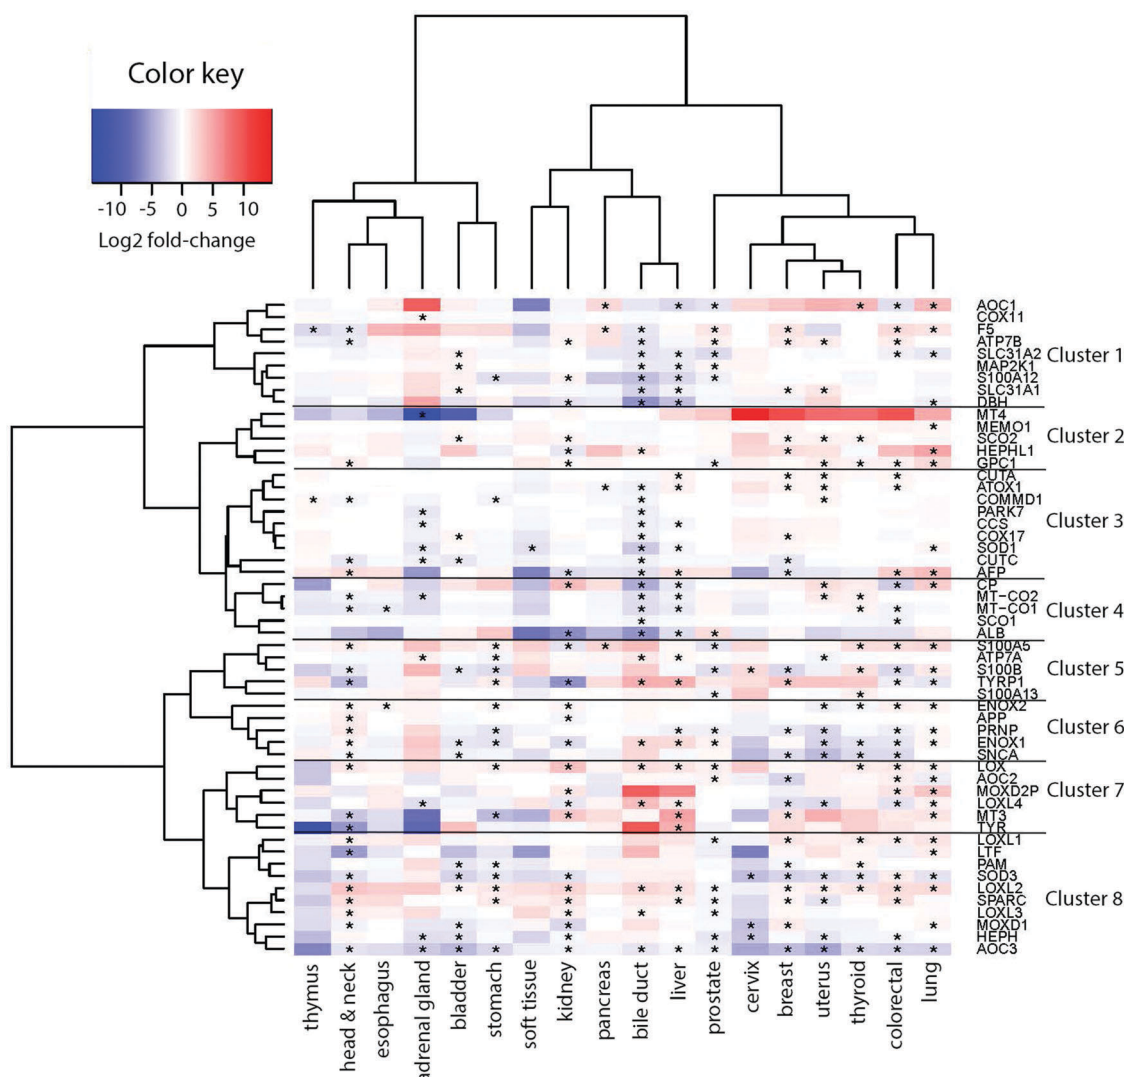 Color key
-10 -5 0 5 10
Log2 fold-change
AOC1
COX11
F5
ATP7B
SLC31A2
MAP2K1
S100A12
SLC31A1
DBH
Cluster 1
MT4
MEMO1
SCO2
HEPHL1
GPC1
Cluster 2
CUTA
ATOX1
COMMD1
PARK7
CCS
COX17
SOD1
CUTC
AFP
Cluster 3
CP
MT-CO2
MT-CO1
SCO1
ALB
Cluster 4
S100A5
ATP7A
S100B
TYRP1
S100A13
Cluster 5
ENOX2
APP
PRNP
ENOX1
SNCA
Cluster 6
LOX
AOC2
MOXD2P
LOXL4
MT3
TYR
Cluster 7
LOXL1
LTF
PAM
SOD3
LOXL2
SPARC
LOXL3
MOXD1
HEPH
AOC3
Cluster 8
thymus
head & neck
esophagus
adrenal gland
bladder
stomach
soft tissue
kidney
pancreas
bile duct
liver
prostate
cervix
breast
uterus
thyroid
colorectal
lung